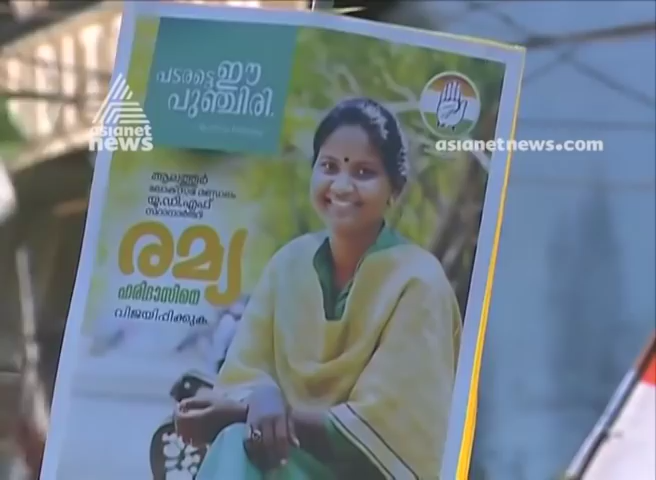 പടരട്ടെ ഈ
പുഞ്ചിരി.
asianet
news
asianetnews.com
ആലത്തൂർ
ലോക്സഭ മണ്ഡലം
യു.ഡി.എഫ്
സ്ഥാനാർത്ഥി
രമ്യ
ഹരിദാസിനെ
വിജയിപ്പിക്കുക